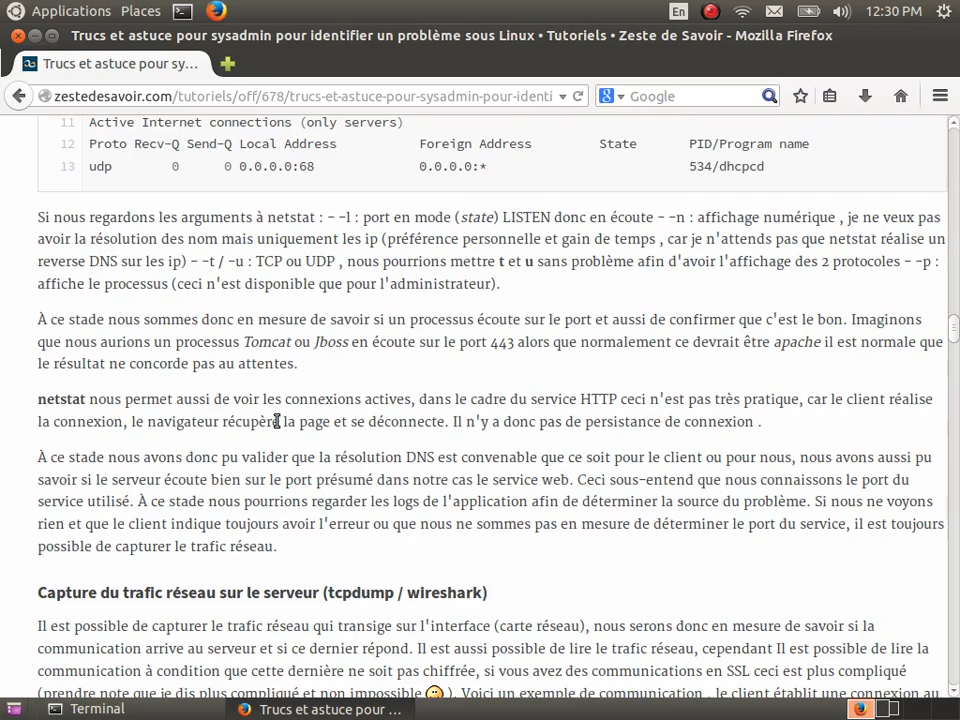 Applications Places En 12:30 PM
Trucs et astuce pour sysadmin pour identifier un problème sous Linux • Tutoriels • Zeste de Savoir - Mozilla Firefox
Trucs et astuce pour sy...
zestedesavoir.com/tutoriels/off/678/trucs-et-astuce-pour-sysadmin-pour-identi Google
11 Active Internet connections (only servers)
12 Proto Recv-Q Send-Q Local Address Foreign Address State PID/Program name
13 udp 0 0 0.0.0.0:68 0.0.0.0:* 534/dhcpcd
Si nous regardons les arguments à netstat : - -l : port en mode (state) LISTEN donc en écoute - -n : affichage numérique , je ne veux pas
avoir la résolution des nom mais uniquement les ip (préférence personnelle et gain de temps , car je n'attends pas que netstat réalise un
reverse DNS sur les ip) - -t / -u : TCP ou UDP , nous pourrions mettre t et u sans problème afin d'avoir l'affichage des 2 protocoles - -p :
affiche le processus (ceci n'est disponible que pour l'administrateur).
À ce stade nous sommes donc en mesure de savoir si un processus écoute sur le port et aussi de confirmer que c'est le bon. Imaginons
que nous aurions un processus Tomcat ou Jboss en écoute sur le port 443 alors que normalement ce devrait être apache il est normale que
le résultat ne concorde pas au attentes.
netstat nous permet aussi de voir les connexions actives, dans le cadre du service HTTP ceci n'est pas très pratique, car le client réalise
la connexion, le navigateur récupère la page et se déconnecte. Il n'y a donc pas de persistance de connexion .
À ce stade nous avons donc pu valider que la résolution DNS est convenable que ce soit pour le client ou pour nous, nous avons aussi pu
savoir si le serveur écoute bien sur le port présumé dans notre cas le service web. Ceci sous-entend que nous connaissons le port du
service utilisé. À ce stade nous pourrions regarder les logs de l'application afin de déterminer la source du problème. Si nous ne voyons
rien et que le client indique toujours avoir l'erreur ou que nous ne sommes pas en mesure de déterminer le port du service, il est toujours
possible de capturer le trafic réseau.
Capture du trafic réseau sur le serveur (tcpdump / wireshark)
Il est possible de capturer le trafic réseau qui transige sur l'interface (carte réseau), nous serons donc en mesure de savoir si la
communication arrive au serveur et si ce dernier répond. Il est aussi possible de lire le trafic réseau, cependant Il est possible de lire la
communication à condition que cette dernière ne soit pas chiffrée, si vous avez des communications en SSL ceci est plus compliqué
(prendre note que je dis plus compliqué et non impossible ). Voici un exemple de communication , le client établit une connexion au
Terminal Trucs et astuce pour ...